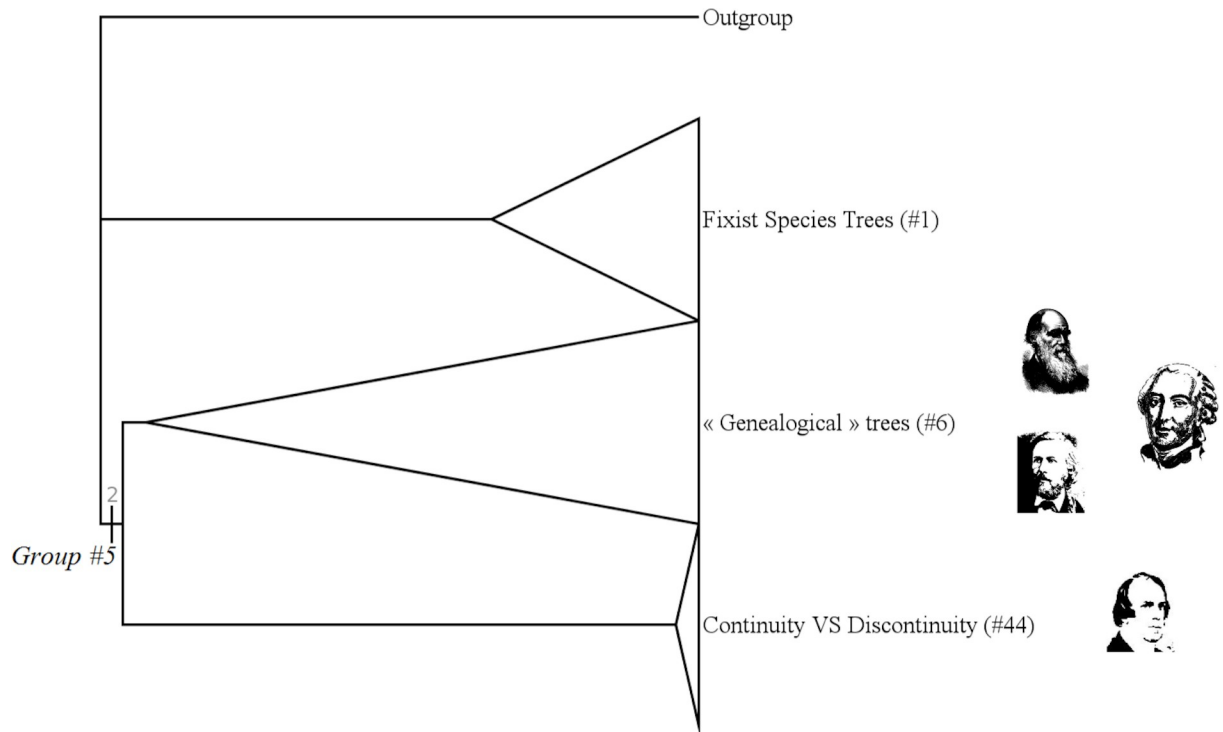 Outgroup
Fixist Species Trees (#1)
« Genealogical » trees (#6)
2
Group #5
Continuity VS Discontinuity (#44)